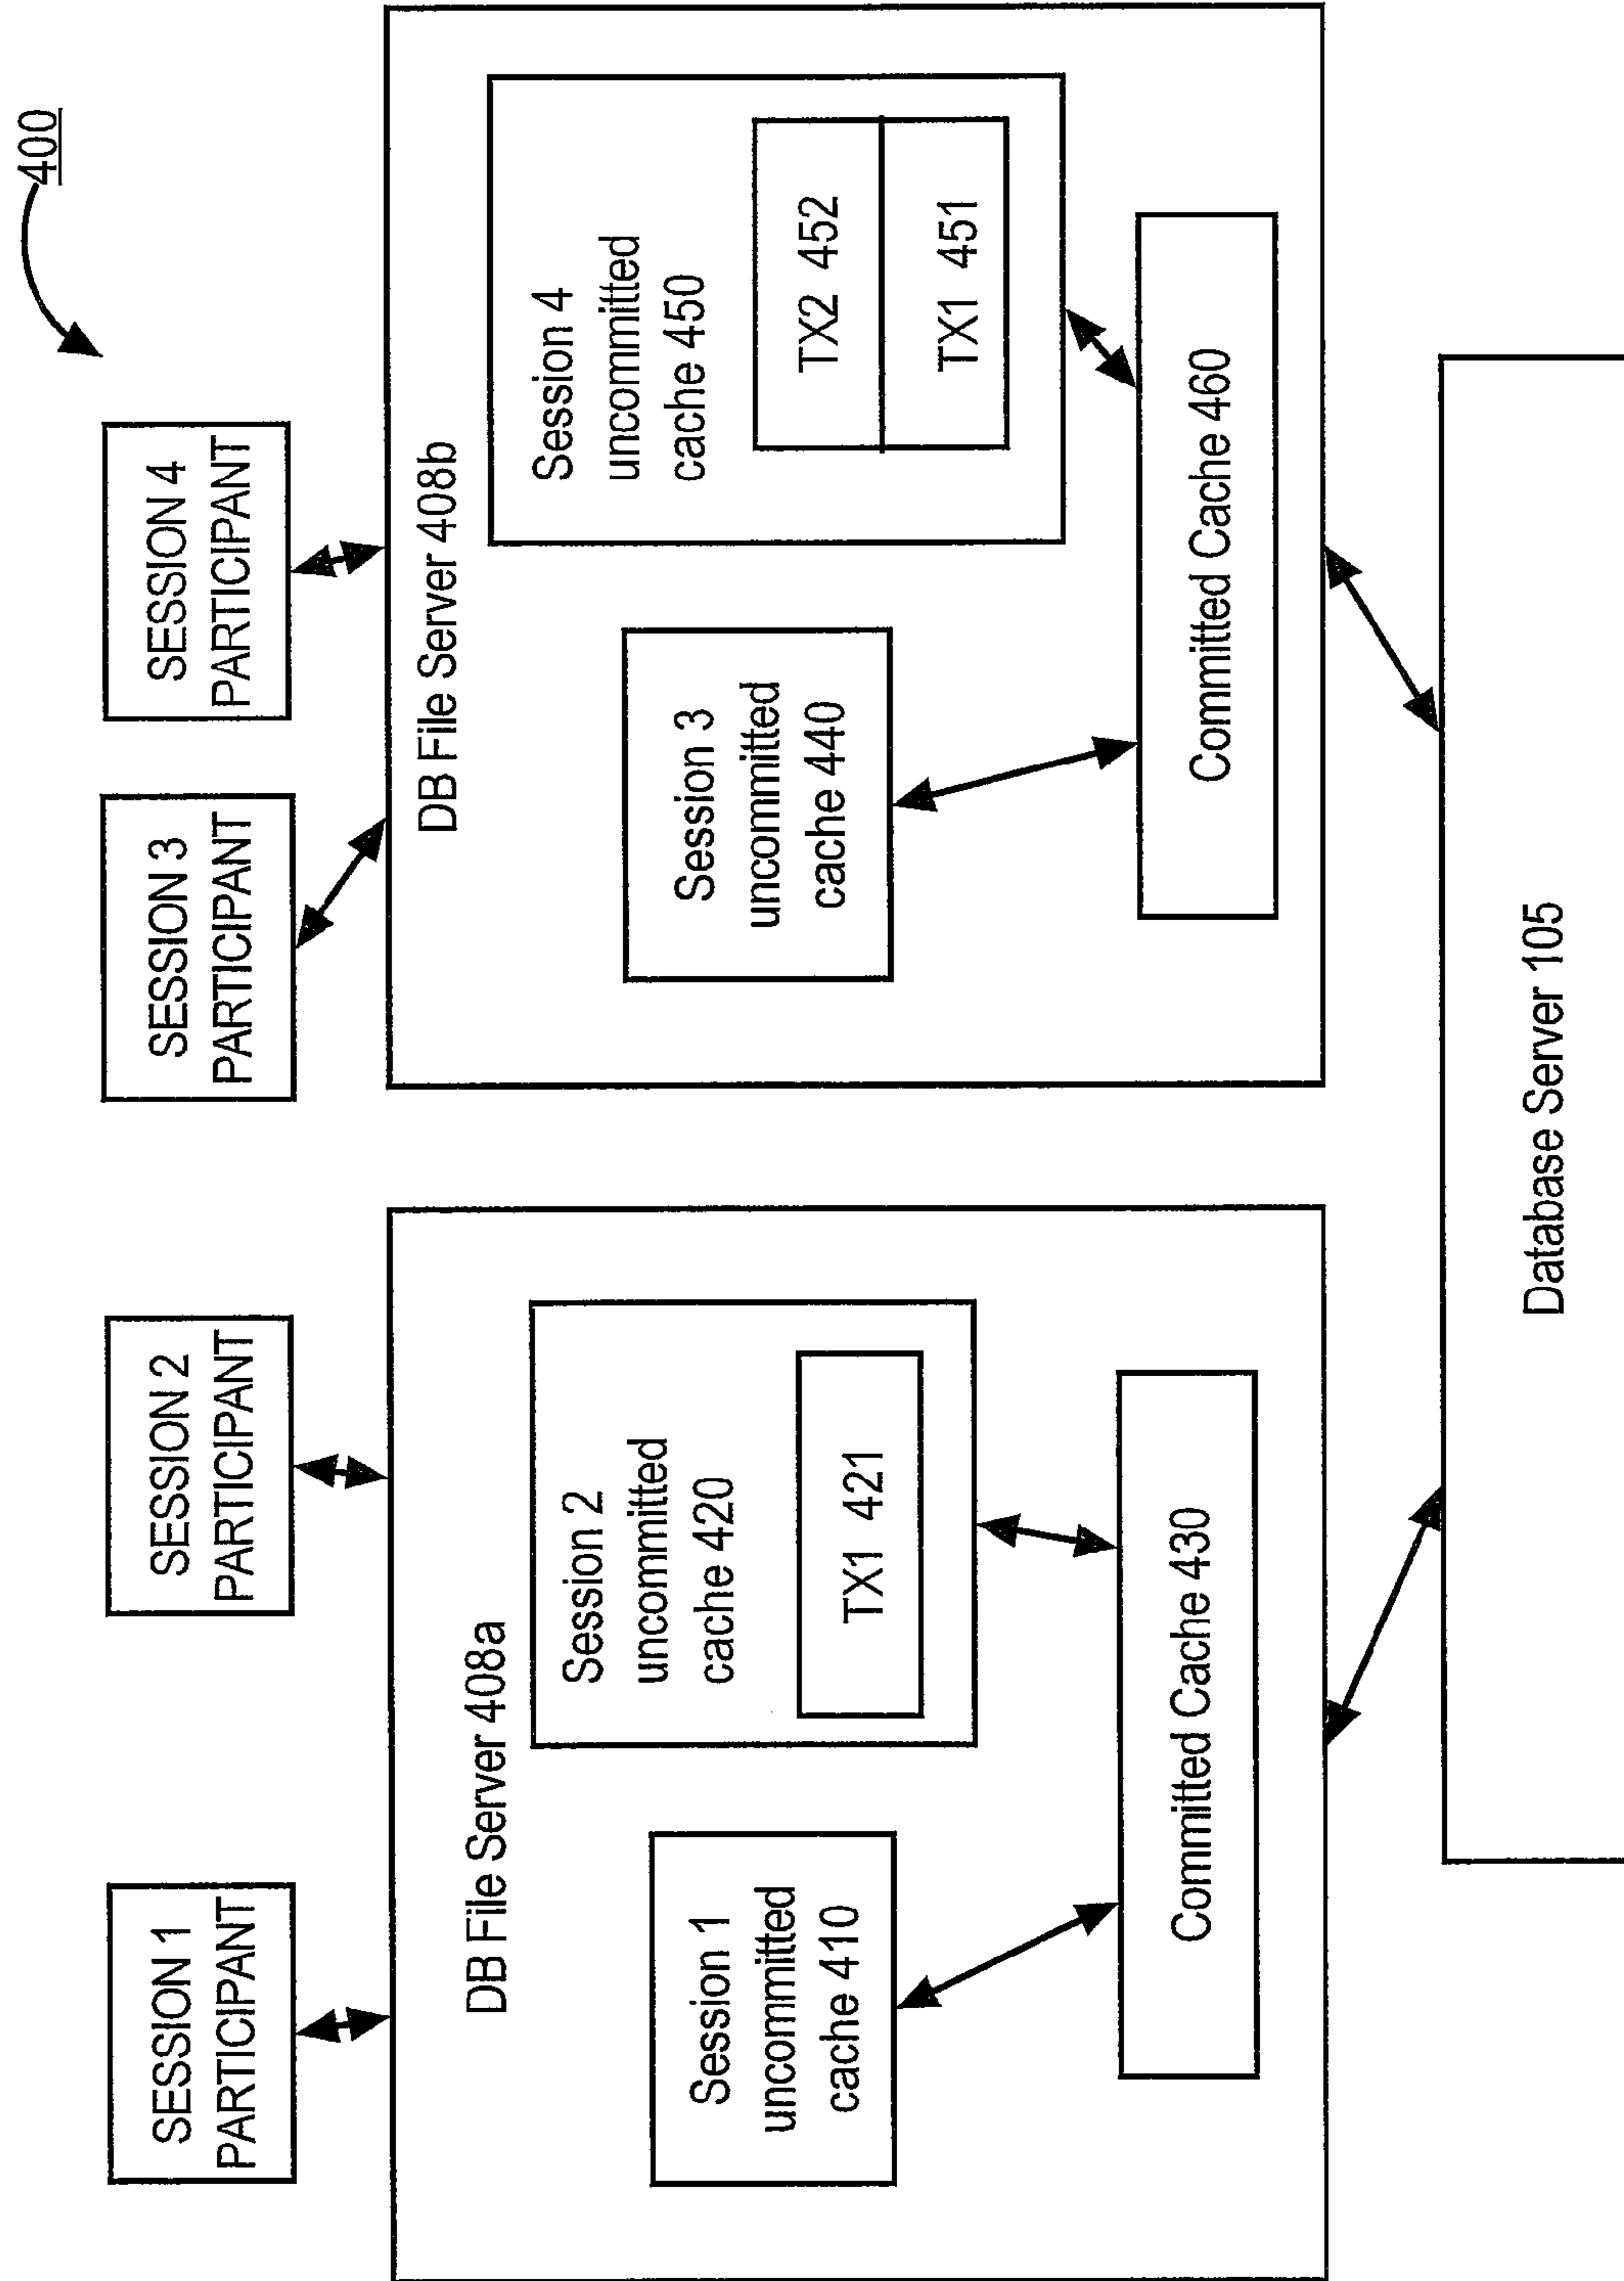 400
SESSION 1
PARTICIPANT
SESSION 2
PARTICIPANT
SESSION 3
PARTICIPANT
SESSION 4
PARTICIPANT
DB File Server 408a
Session 1
uncommitted
cache 410
Session 2
uncommitted
cache 420
TX1 421
Committed Cache 430
DB File Server 408b
Session 3
uncommitted
cache 440
Session 4
uncommitted
cache 450
TX2 452
TX1 451
Committed Cache 460
Database Server 105